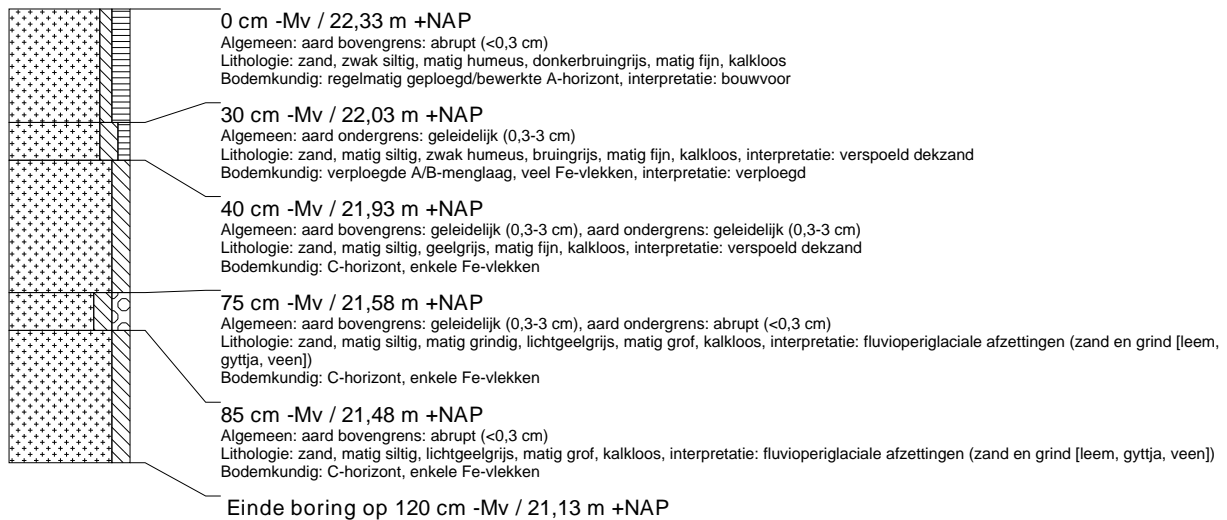 0 cm -Mv / 22,33 m +NAP
Algemeen: aard bovengrens: abrupt (<0,3 cm)
Lithologie: zand, zwak siltig, matig humeus, donkerbruingrijs, matig fijn, kalkloos
Bodemkundig: regelmatig geploegd/bewerkte A-horizont, interpretatie: bouwvoor
30 cm -Mv / 22,03 m +NAP
Algemeen: aard ondergrens: geleidelijk (0,3-3 cm)
Lithologie: zand, matig siltig, zwak humeus, bruingrijs, matig fijn, kalkloos, interpretatie: verspoeld dekzand
Bodemkundig: verploegde A/B-menglaag, veel Fe-vlekken, interpretatie: verploegd
40 cm -Mv / 21,93 m +NAP
Algemeen: aard bovengrens: geleidelijk (0,3-3 cm), aard ondergrens: geleidelijk (0,3-3 cm)
Lithologie: zand, matig siltig, geelgrijs, matig fijn, kalkloos, interpretatie: verspoeld dekzand
Bodemkundig: C-horizont, enkele Fe-vlekken
75 cm -Mv / 21,58 m +NAP
Algemeen: aard bovengrens: geleidelijk (0,3-3 cm), aard ondergrens: abrupt (<0,3 cm)
Lithologie: zand, matig siltig, matig grindig, lichtgeelgrijs, matig grof, kalkloos, interpretatie: fluvioperiglaciale afzettingen (zand en grind [leem,
gyttja, veen])
Bodemkundig: C-horizont, enkele Fe-vlekken
85 cm -Mv / 21,48 m +NAP
Algemeen: aard bovengrens: abrupt (<0,3 cm)
Lithologie: zand, matig siltig, lichtgeelgrijs, matig grof, kalkloos, interpretatie: fluvioperiglaciale afzettingen (zand en grind [leem, gyttja, veen])
Bodemkundig: C-horizont, enkele Fe-vlekken
Einde boring op 120 cm -Mv / 21,13 m +NAP